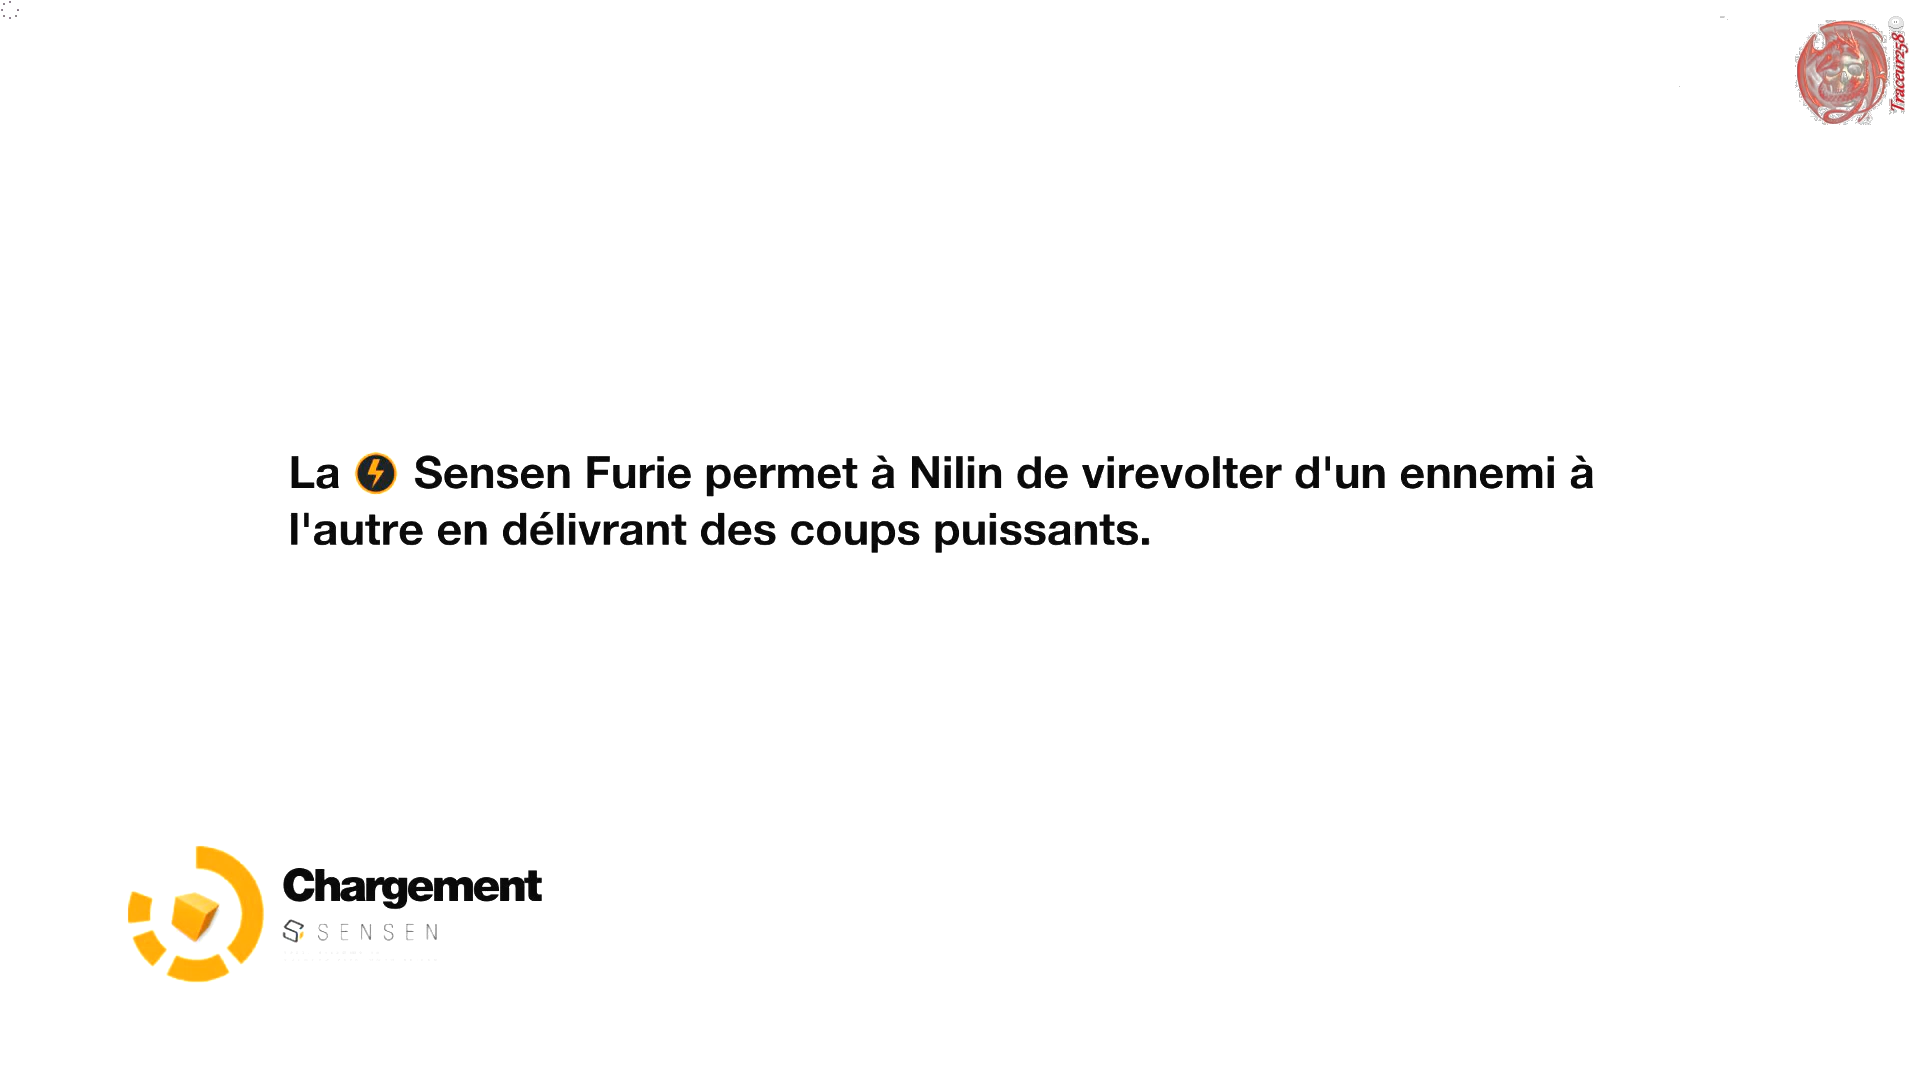 Traceur258
La Sensen Furie permet à Nilin de virevolter d'un ennemi à
l'autre en délivrant des coups puissants.
Chargement
SENSEN